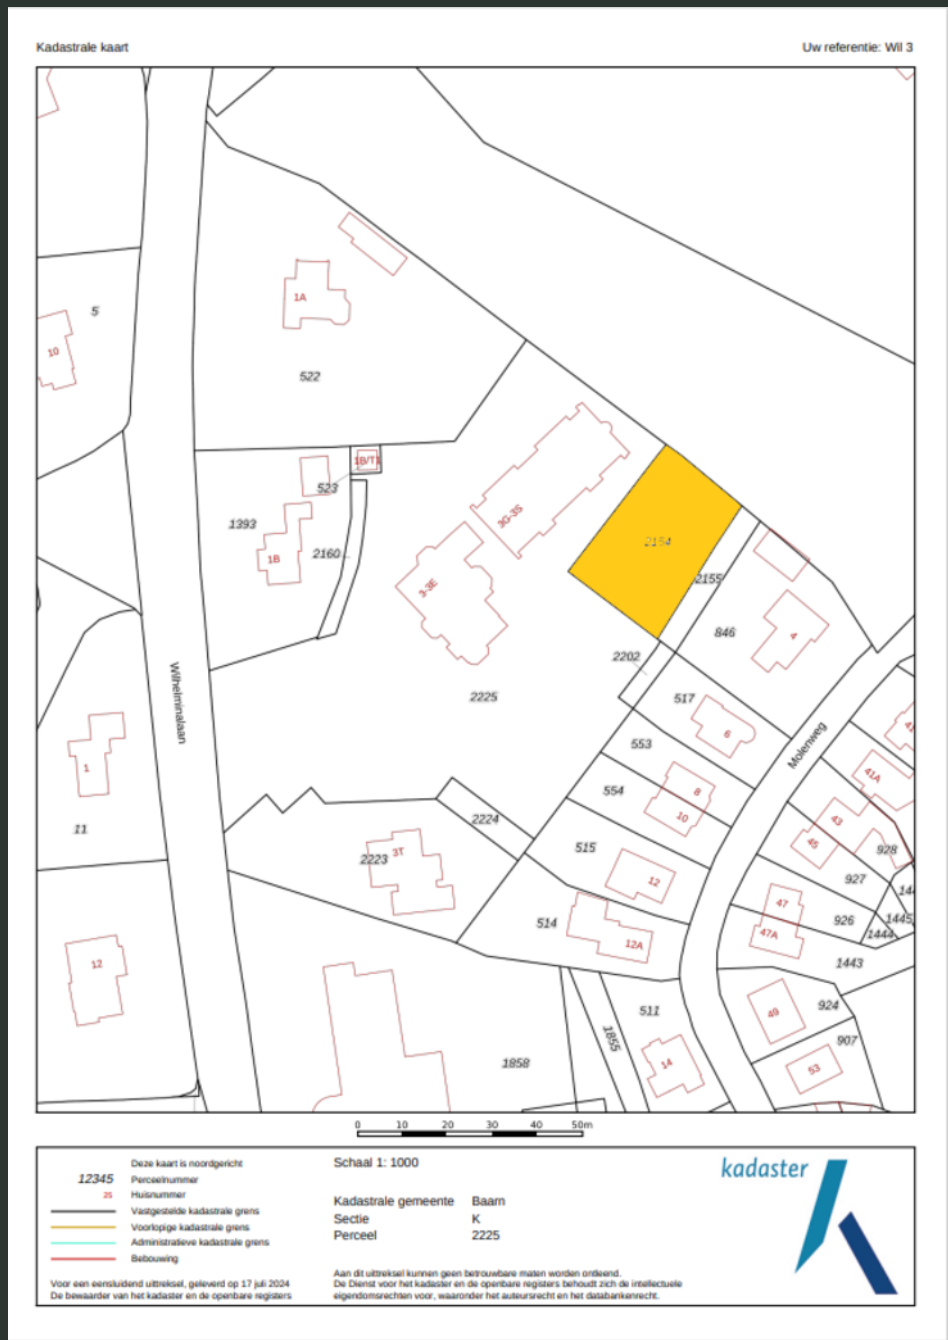 Kadastrale kaart
Uw referentie: Wil 3
5
10
1A
522
1B/T1
523
1393
1B
2160
3G-3S
3-3E
2154
2155
846
4
2202
2225
517
6
Wilhelminalaan
Molenweg
553
554
8
10
41A
43
45
1
11
2224
2223
3T
515
12
928
927
514
12A
47
47A
926
1445
1444
1443
12
511
1855
1858
14
49
924
907
53
0 10 20 30 40 50m
Deze kaart is noordgericht
12345 Perceelnummer
25 Huisnummer
Vastgestelde kadastrale grens
Voorlopige kadastrale grens
Administratieve kadastrale grens
Bebouwing
Voor een eensluidend uittreksel, geleverd op 17 juli 2024
De bewaarder van het kadaster en de openbare registers
Schaal 1: 1000
Kadastrale gemeente Baarn
Sectie K
Perceel 2225
Aan dit uittreksel kunnen geen betrouwbare maten worden ontleend.
De Dienst voor het kadaster en de openbare registers behoudt zich de intellectuele
eigendomsrechten voor, waaronder het auteursrecht en het databankenrecht.
kadaster